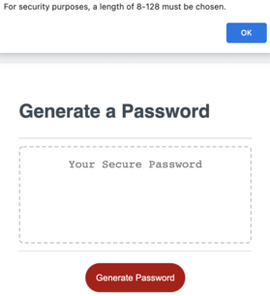 For security purposes, a length of 8-128 must be chosen.
OK
Generate a Password
Your Secure Password
Generate Password